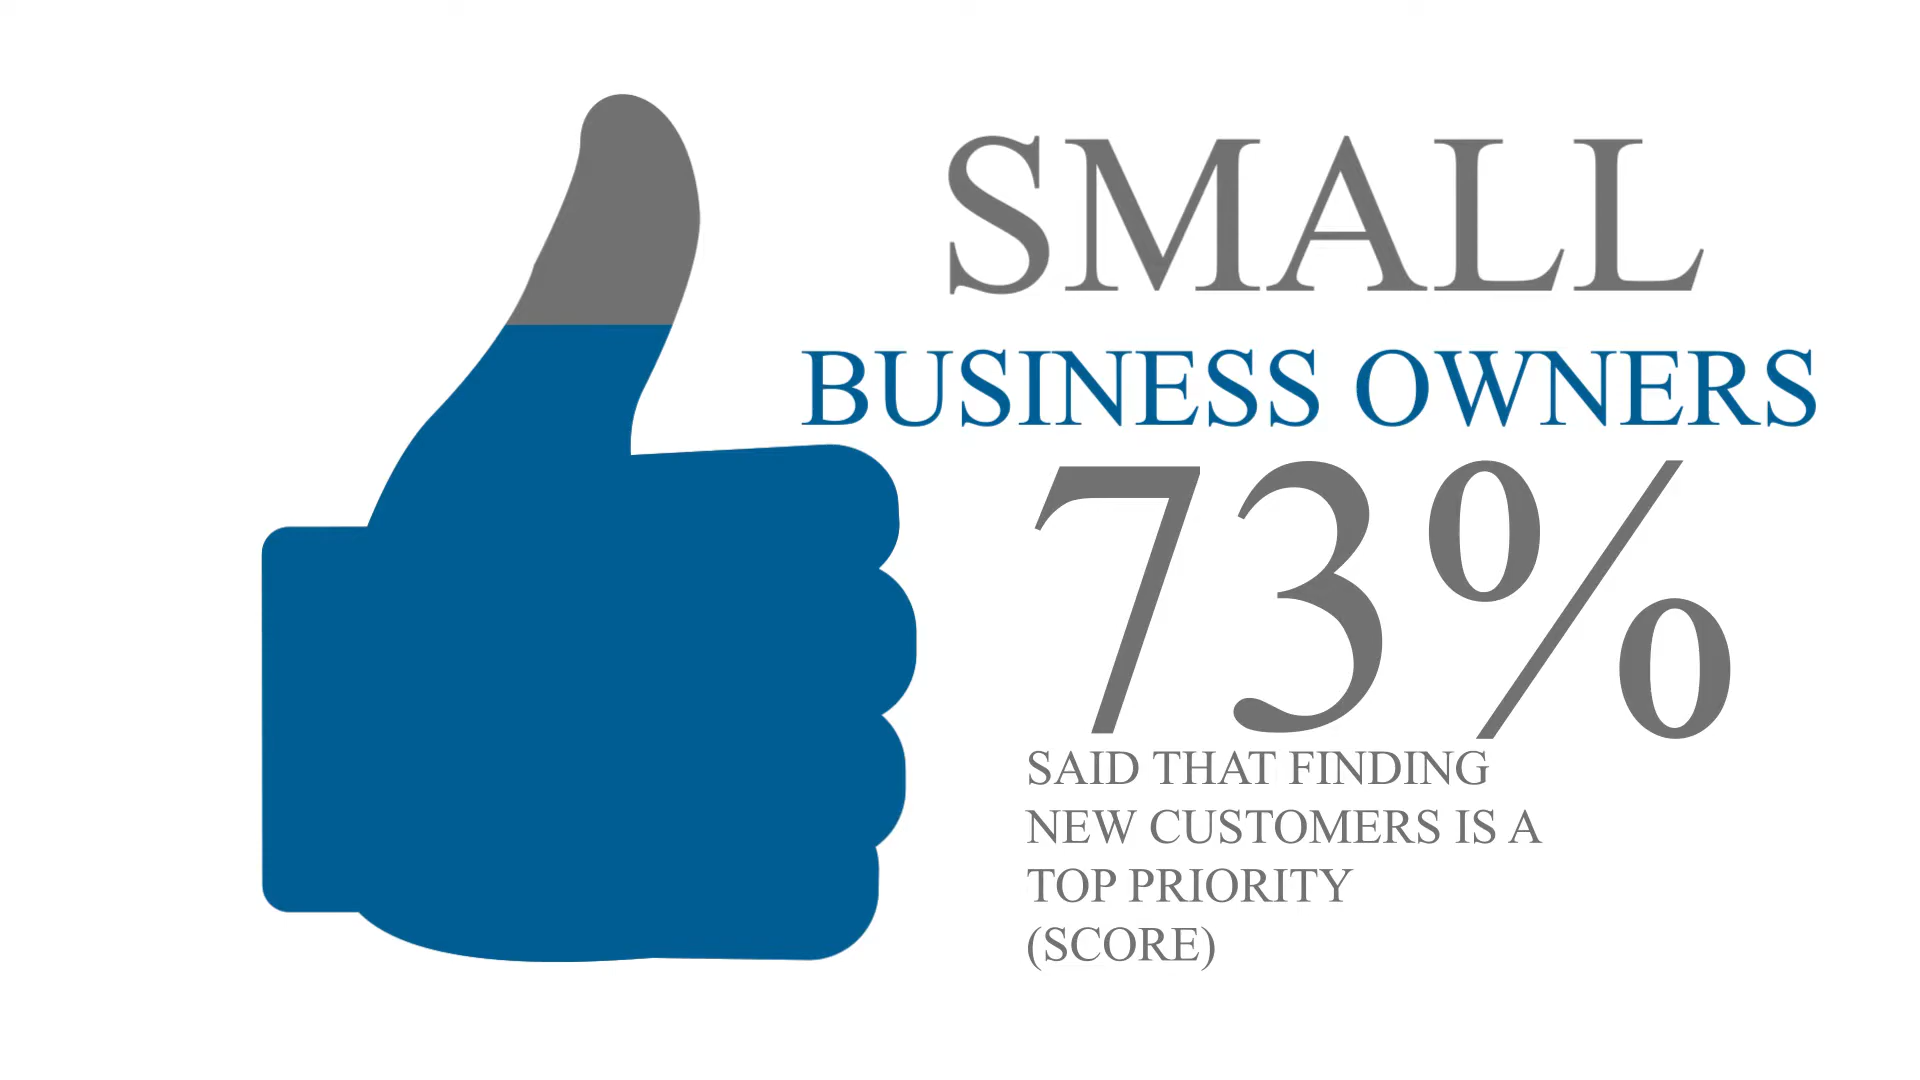 SMALL
BUSINESS OWNERS
73%
SAID THAT FINDING
NEW CUSTOMERS IS A
TOP PRIORITY
(SCORE)